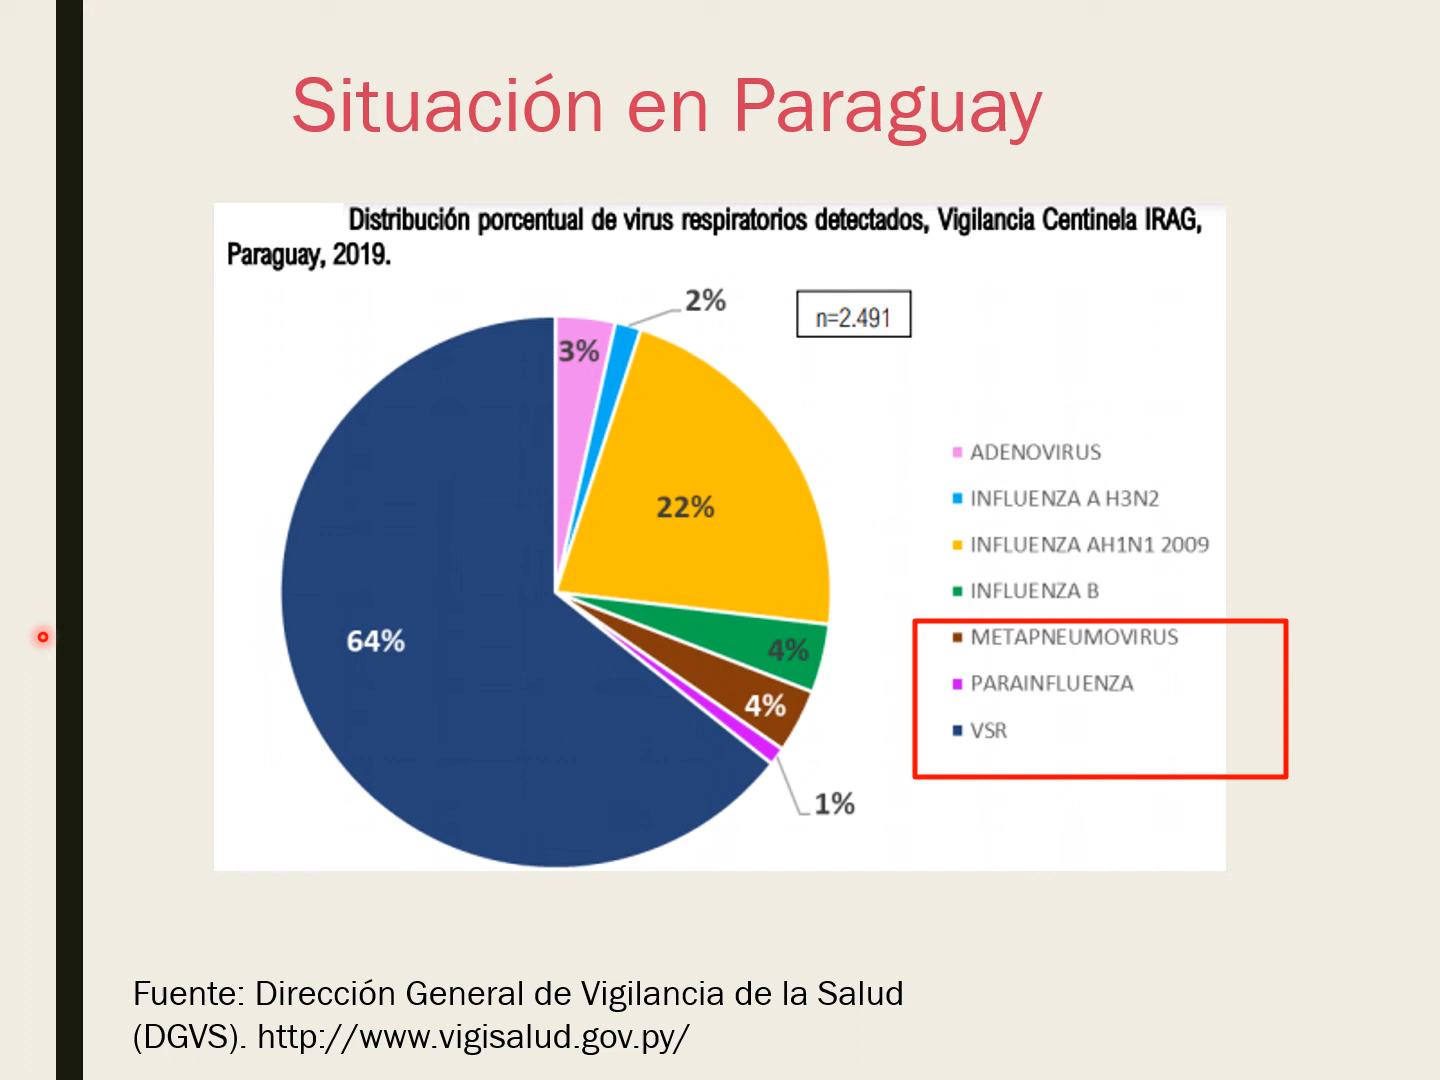 Situación en Paraguay
Distribución porcentual de virus respiratorios detectados, Vigilancia Centinela IRAG,
Paraguay, 2019.
2%
n=2.491
3%
22%
64%
4%
4%
1%
ADENOVIRUS
INFLUENZA A H3N2
INFLUENZA AH1N1 2009
INFLUENZA B
METAPNEUMOVIRUS
PARAINFLUENZA
VSR
Fuente: Dirección General de Vigilancia de la Salud
(DGVS). http://www.vigisalud.gov.py/